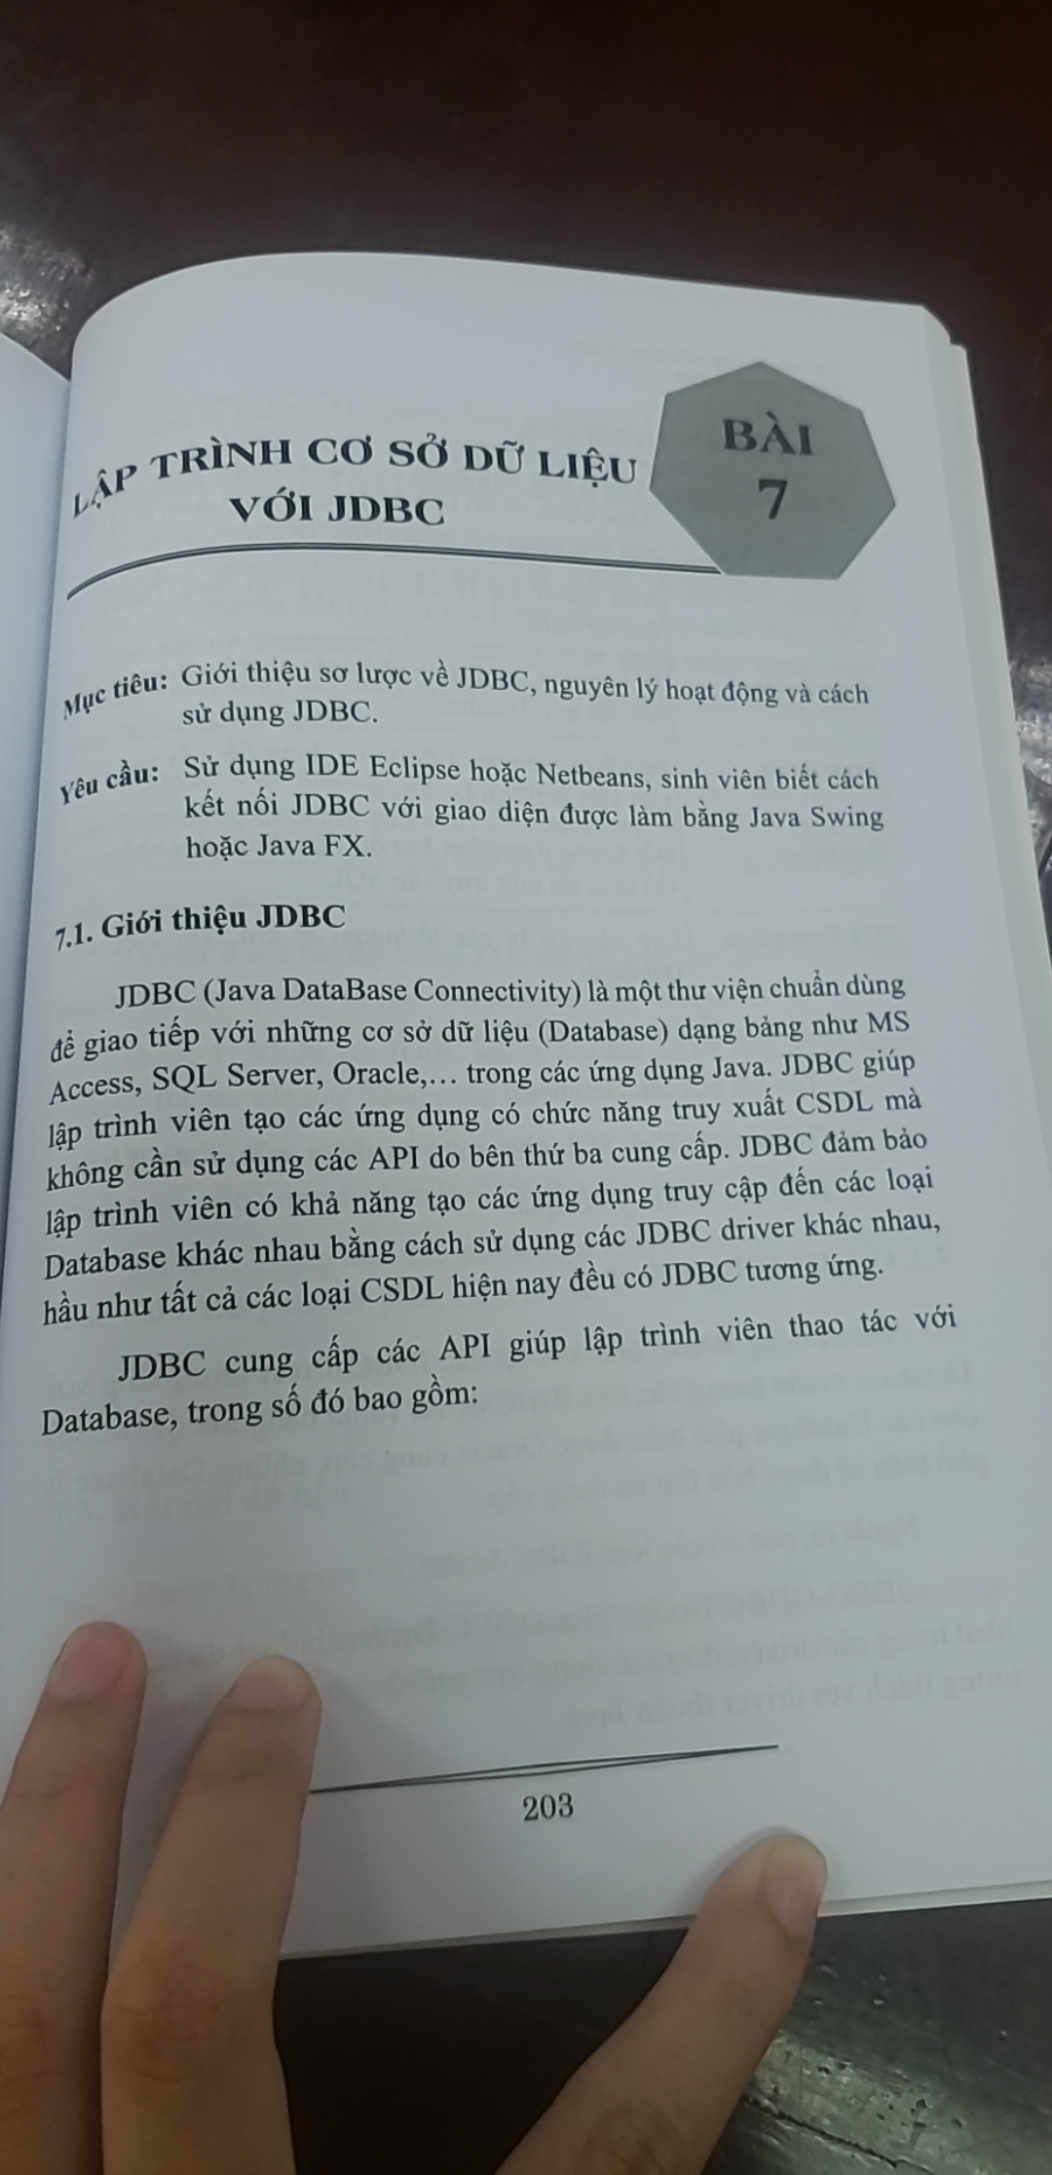 LẬP TRÌNH CƠ SỞ DỮ LIỆU
VỚI JDBC
BÀI
7
Mục tiêu: Giới thiệu sơ lược về JDBC, nguyên lý hoạt động và cách
sử dụng JDBC.
Yêu cầu: Sử dụng IDE Eclipse hoặc Netbeans, sinh viên biết cách
kết nối JDBC với giao diện được làm bằng Java Swing
hoặc Java FX.
7.1. Giới thiệu JDBC
JDBC (Java DataBase Connectivity) là một thư viện chuẩn dùng
để giao tiếp với những cơ sở dữ liệu (Database) dạng bảng như MS
Access, SQL Server, Oracle,... trong các ứng dụng Java. JDBC giúp
lập trình viên tạo các ứng dụng có chức năng truy xuất CSDL mà
không cần sử dụng các API do bên thứ ba cung cấp. JDBC đảm bảo
lập trình viên có khả năng tạo các ứng dụng truy cập đến các loại
Database khác nhau bằng cách sử dụng các JDBC driver khác nhau,
hầu như tất cả các loại CSDL hiện nay đều có JDBC tương ứng.
JDBC cung cấp các API giúp lập trình viên thao tác với
Database, trong số đó bao gồm:
203